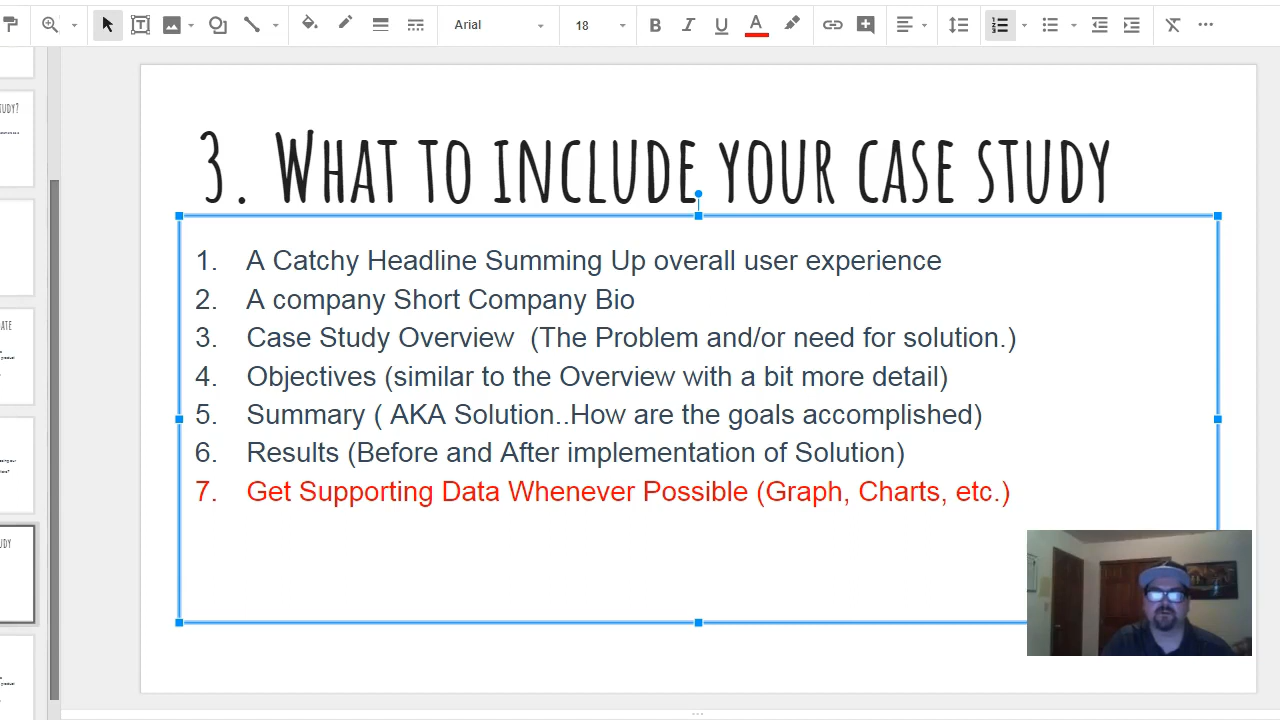 Arial
18
3. What to include your case study
1. A Catchy Headline Summing Up overall user experience
2. A company Short Company Bio
3. Case Study Overview (The Problem and/or need for solution.)
4. Objectives (similar to the Overview with a bit more detail)
5. Summary ( AKA Solution..How are the goals accomplished)
6. Results (Before and After implementation of Solution)
7. Get Supporting Data Whenever Possible (Graph, Charts, etc.)